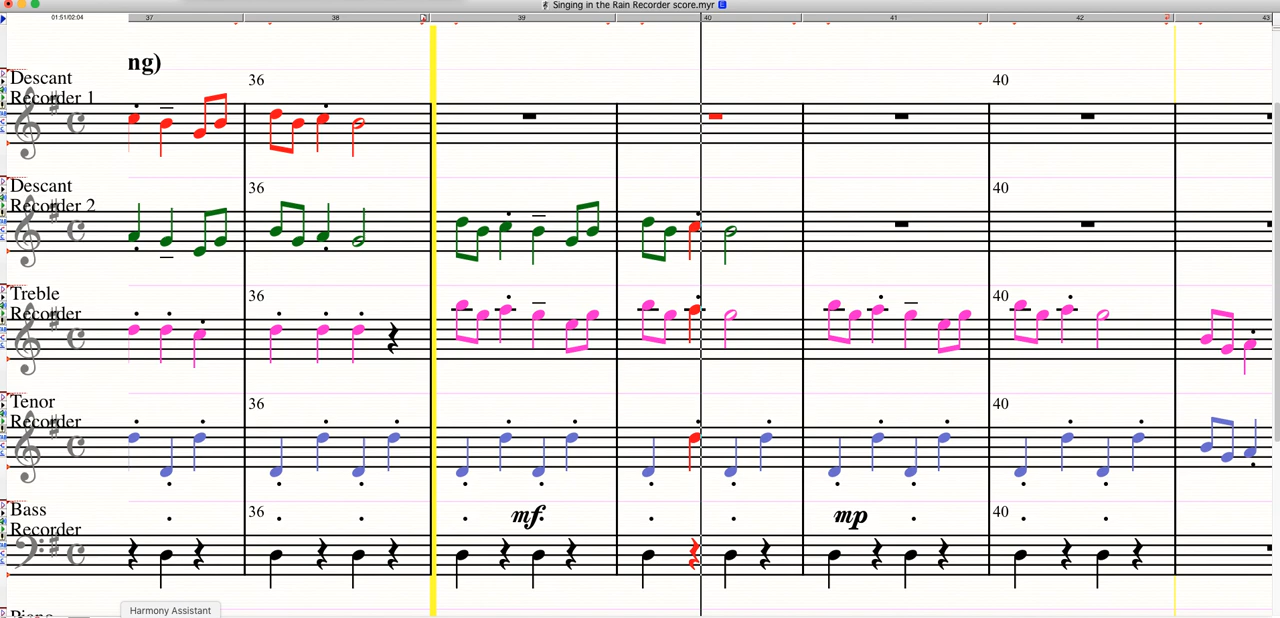 Singing in the Rain Recorder score.myr E
01:51/02:04 37 38 39 40 41 42 43
ng)
Descant
Recorder 1
36 40
Descant
Recorder 2
36 40
Treble
Recorder
36 40
Tenor
Recorder
36 40
Bass
Recorder
36 mf mp 40
Piano
Harmony Assistant